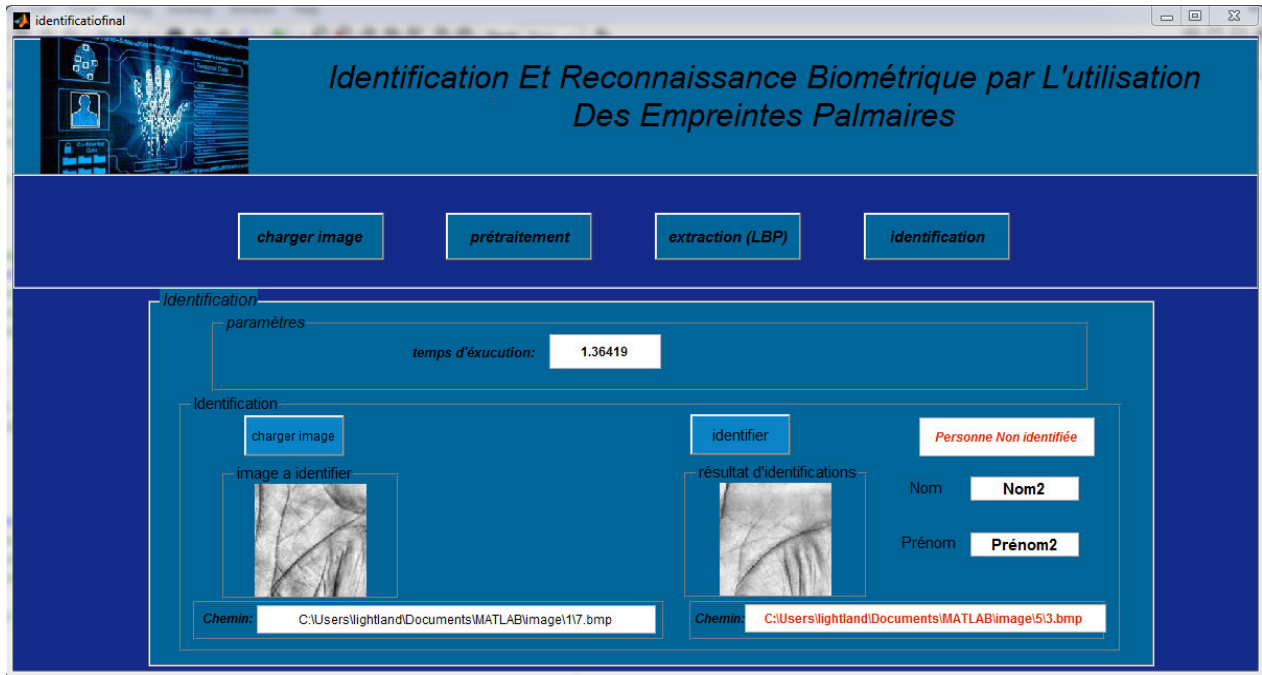 identificatiofinal
Identification Et Reconnaissance Biométrique par L'utilisation
Des Empreintes Palmaires
charger image
prétraitement
extraction (LBP)
identification
Identification
paramètres
temps d'éxucution: 1.36419
Identification
charger image
identifier
Personne Non identifiée
image a identifier
résultat d'identifications
Nom Nom2
Prénom Prénom2
Chemin: C:\Users\lightland\Documents\MATLAB\image\1\7.bmp
Chemin: C:\Users\lightland\Documents\MATLAB\image\5\3.bmp